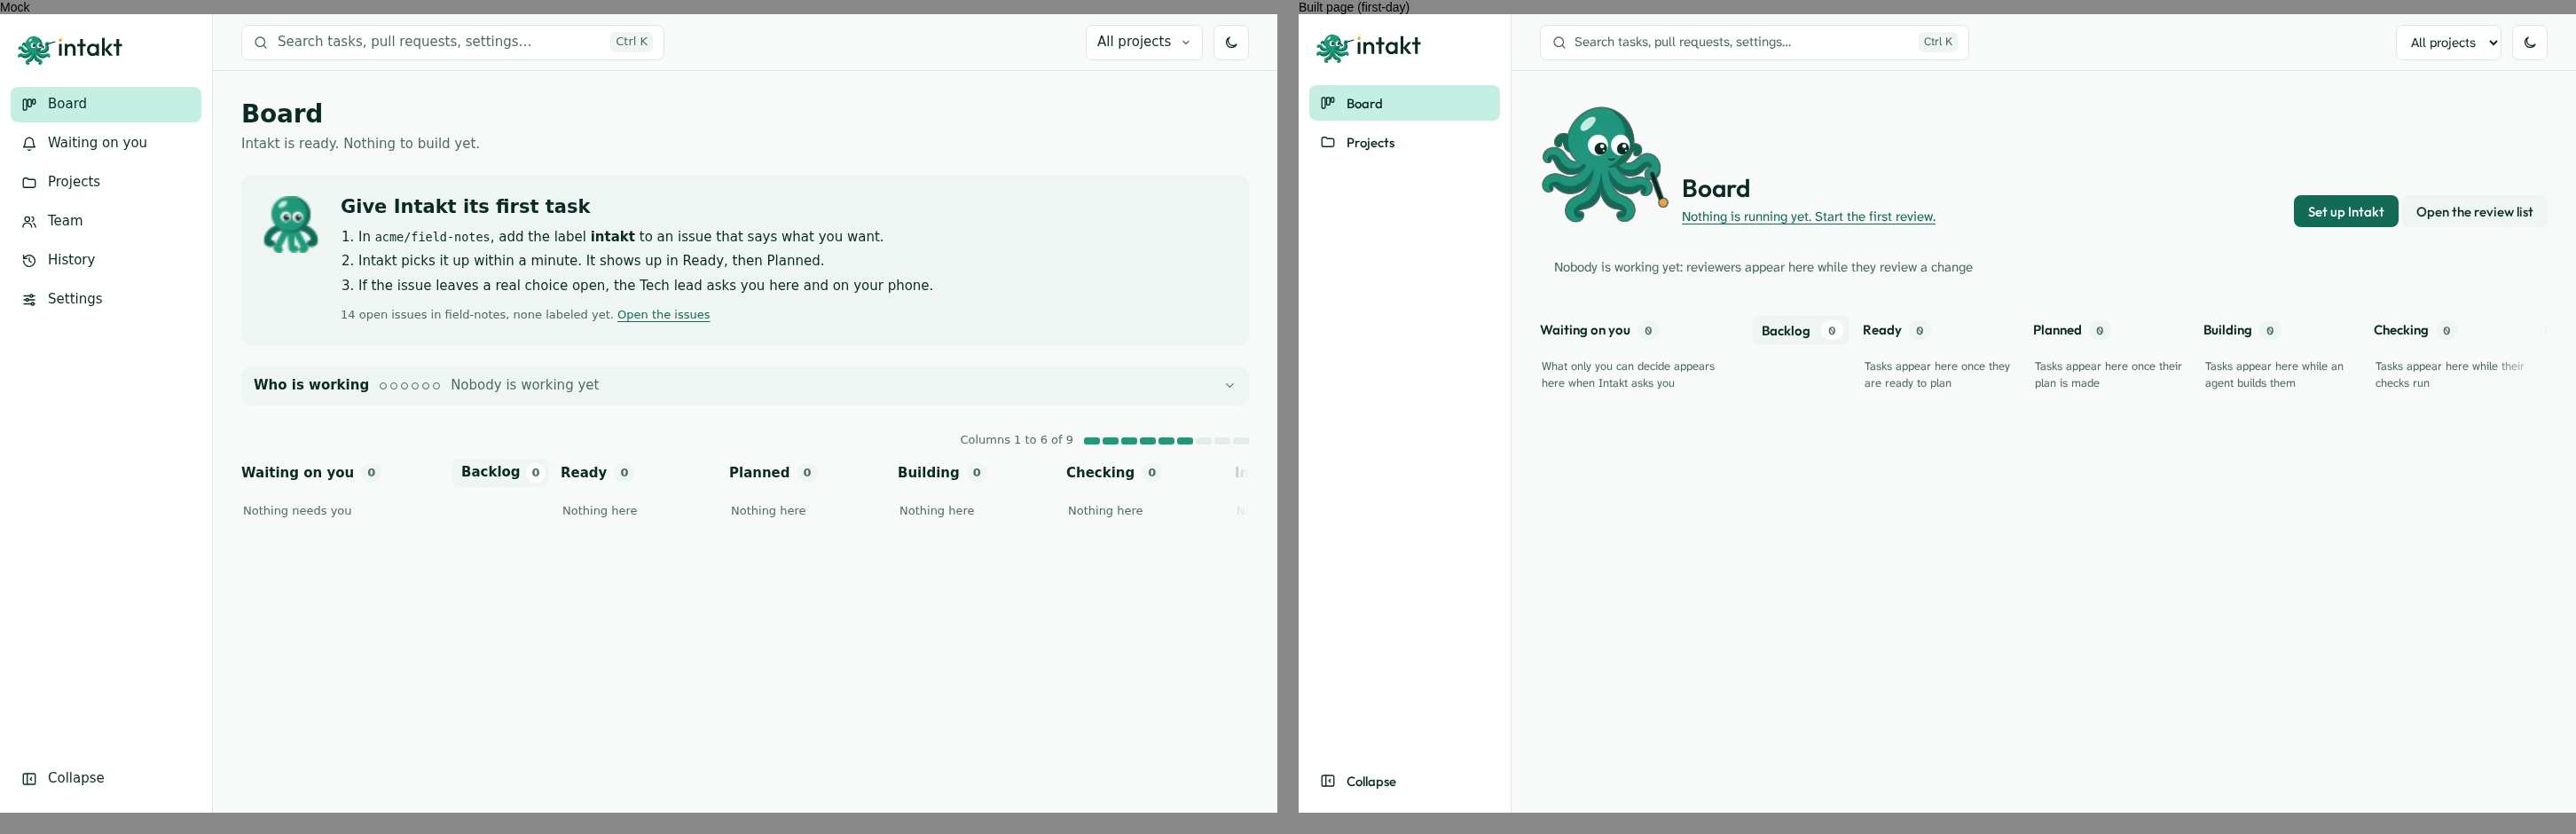 Mock
intakt
Search tasks, pull requests, settings...
Ctrl K
All projects
Board
Waiting on you
Projects
Team
History
Settings
Collapse
Board
Intakt is ready. Nothing to build yet.
Give Intakt its first task
1. In acme/field-notes, add the label intakt to an issue that says what you want.
2. Intakt picks it up within a minute. It shows up in Ready, then Planned.
3. If the issue leaves a real choice open, the Tech lead asks you here and on your phone.
14 open issues in field-notes, none labeled yet. Open the issues
Who is working Nobody is working yet
Columns 1 to 6 of 9
Waiting on you 0 Backlog 0 Ready 0 Planned 0 Building 0 Checking 0
Nothing needs you Nothing here Nothing here Nothing here Nothing here
Built page (first-day)
intakt
Search tasks, pull requests, settings...
Ctrl K
All projects
Board
Projects
Collapse
Board
Nothing is running yet. Start the first review.
Set up Intakt
Open the review list
Nobody is working yet: reviewers appear here while they review a change
Waiting on you 0 Backlog 0 Ready 0 Planned 0 Building 0 Checking 0
What only you can decide appears
here when Intakt asks you
Tasks appear here once they
are ready to plan
Tasks appear here once their
plan is made
Tasks appear here while an
agent builds them
Tasks appear here while their
checks run